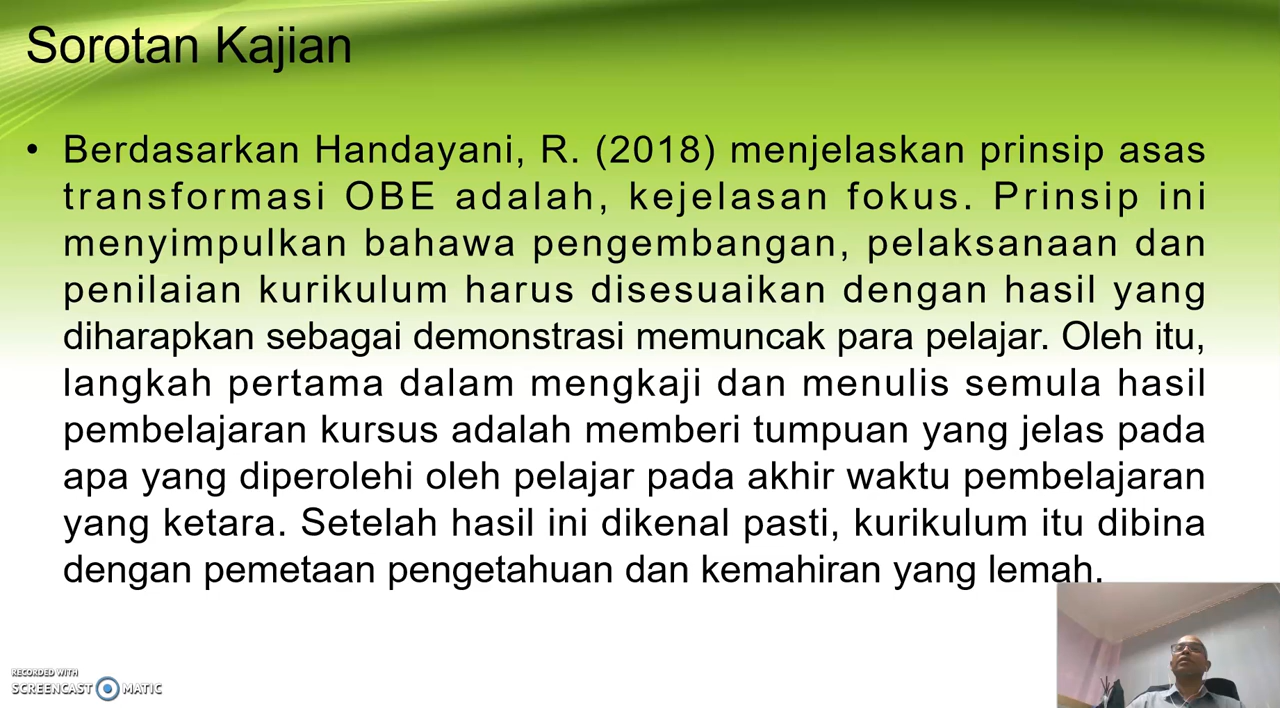 Sorotan Kajian
• Berdasarkan Handayani, R. (2018) menjelaskan prinsip asas
transformasi OBE adalah, kejelasan fokus. Prinsip ini
menyimpulkan bahawa pengembangan, pelaksanaan dan
penilaian kurikulum harus disesuaikan dengan hasil yang
diharapkan sebagai demonstrasi memuncak para pelajar. Oleh itu,
langkah pertama dalam mengkaji dan menulis semula hasil
pembelajaran kursus adalah memberi tumpuan yang jelas pada
apa yang diperolehi oleh pelajar pada akhir waktu pembelajaran
yang ketara. Setelah hasil ini dikenal pasti, kurikulum itu dibina
dengan pemetaan pengetahuan dan kemahiran yang lemah.
RECORDED WITH
SCREENCAST MATIC